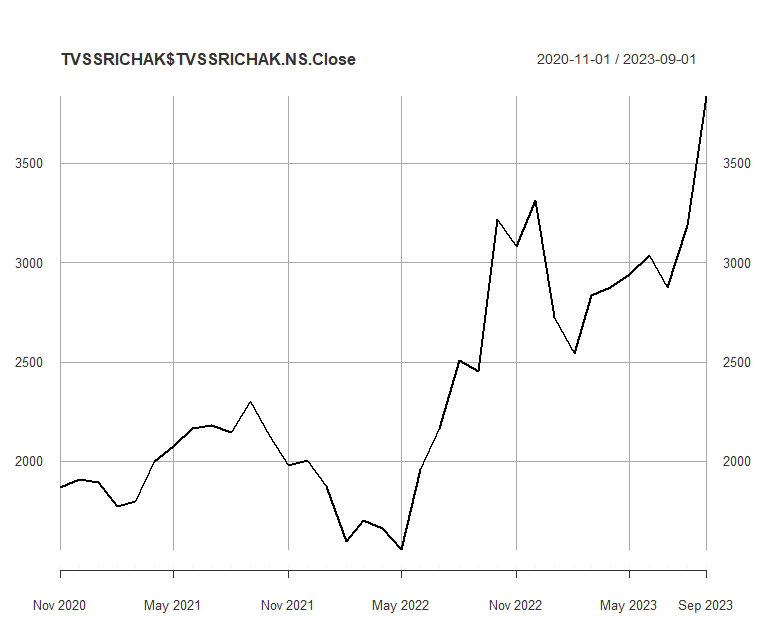 TVSSRICHAK$TVSSRICHAK.NS.Close 2020-11-01 / 2023-09-01
3500 3500
3000 3000
2500 2500
2000 2000
Nov 2020 May 2021 Nov 2021 May 2022 Nov 2022 May 2023 Sep 2023